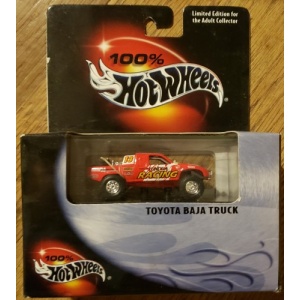 Limited Edition for
the Adult Collector
100%
Hot Wheels
RACING
TOYOTA BAJA TRUCK
100%
Hot Wheels